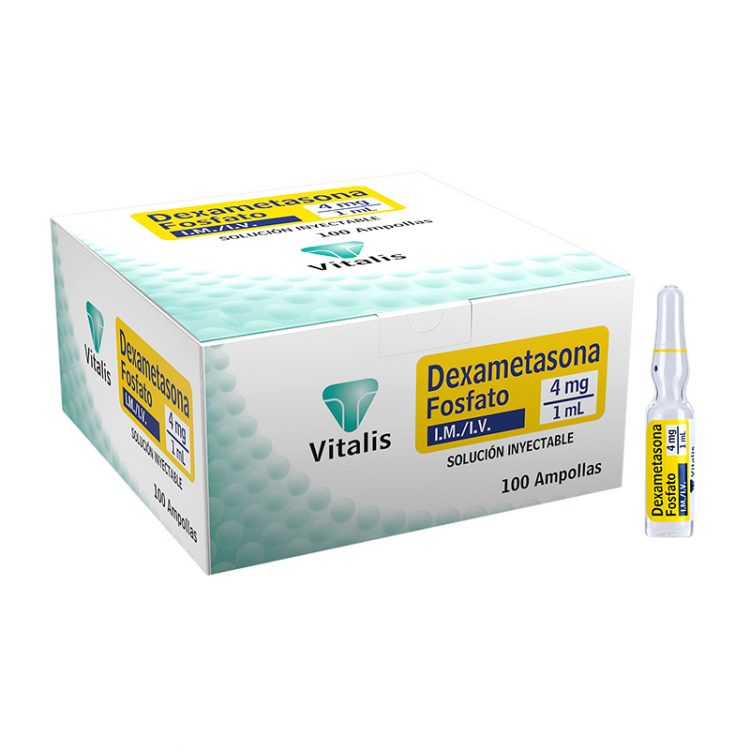 Dexametasona
Fosfato
4 mg
1 mL
I.M./I.V.
SOLUCIÓN INYECTABLE
100 Ampollas
Vitalis
Vitalis
Dexametasona
Fosfato
4 mg
1 mL
I.M./I.V.
SOLUCIÓN INYECTABLE
100 Ampollas
Vitalis
Dexametasona
Fosfato
4 mg
1 mL
I.M./I.V.
SOLUCIÓN INYECTABLE
100 Ampollas
Dexametasona
Fosfato
4 mg
1 mL
I.M./I.V.
Vitalis